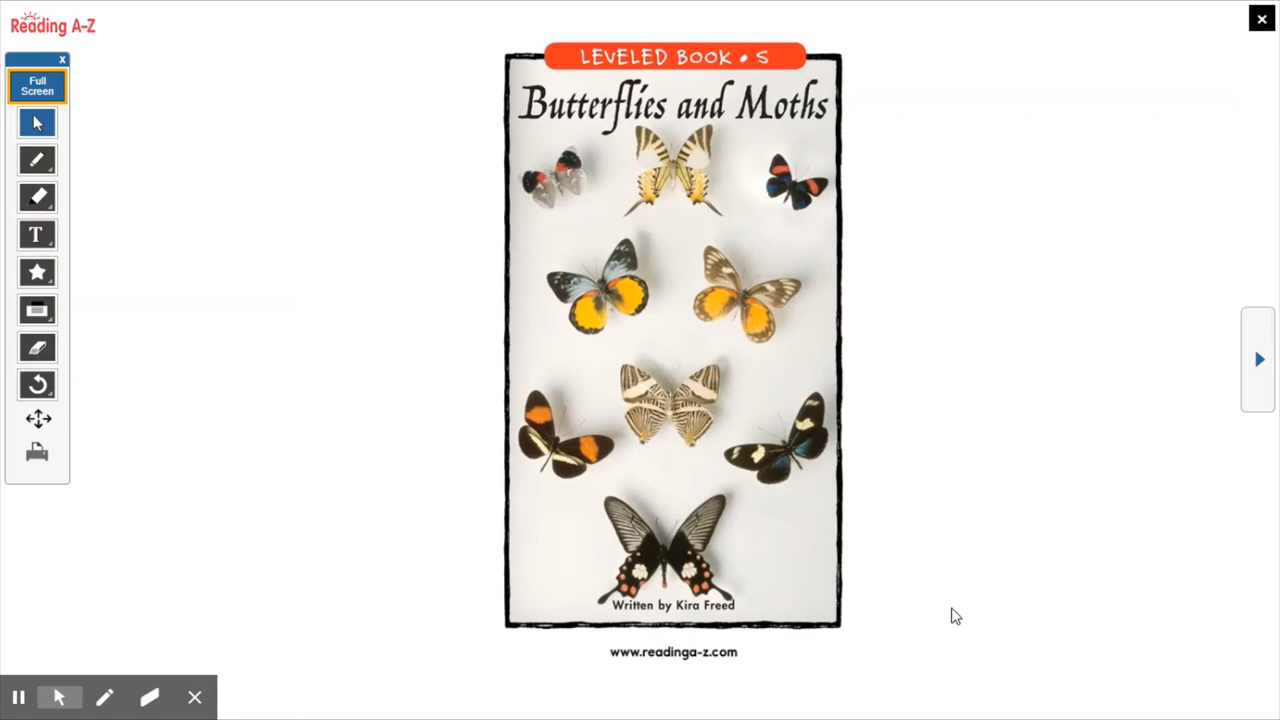 Reading A-Z
x
Full
Screen
T
LEVELED BOOK • S
Butterflies and Moths
Written by Kira Freed
www.readinga-z.com